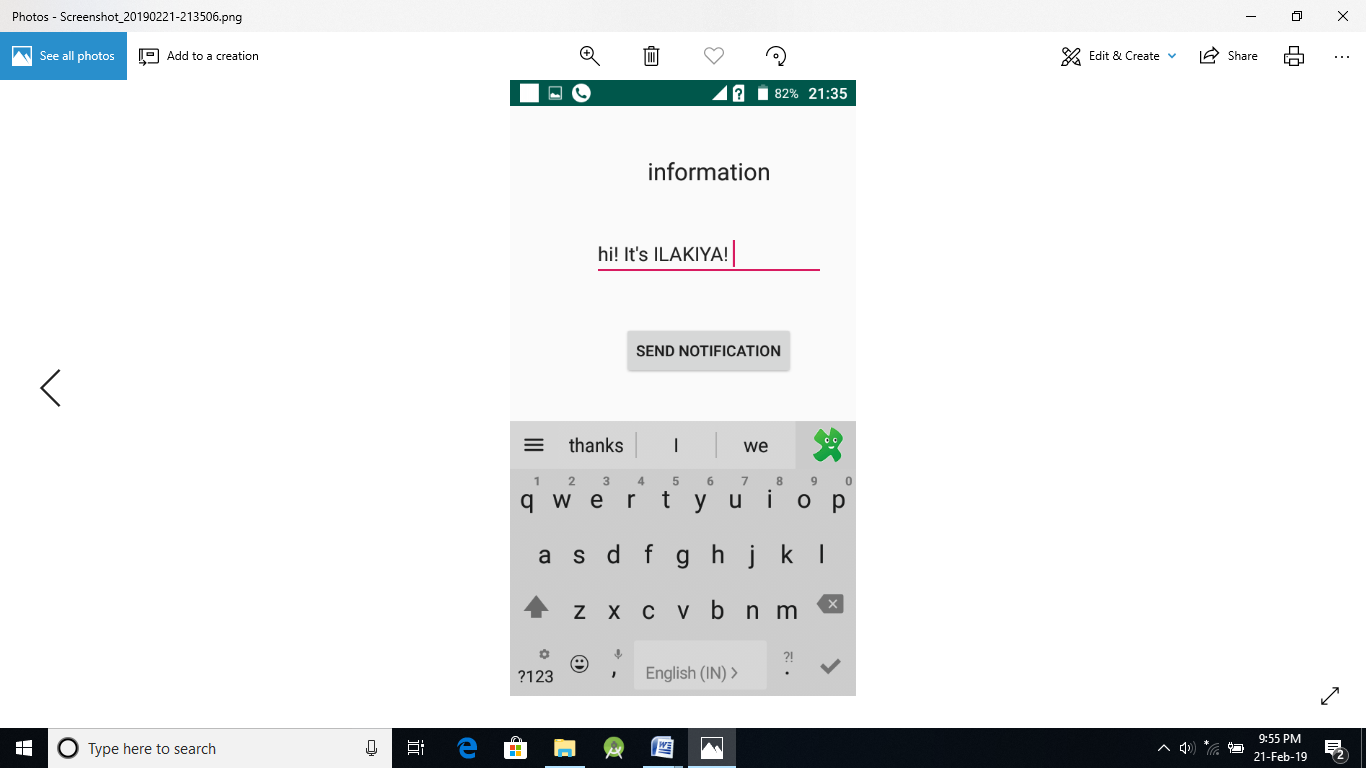 Photos - Screenshot_20190221-213506.png
See all photos
Add to a creation
Edit & Create
Share
82% 21:35
information
hi! It's ILAKIYA!
SEND NOTIFICATION
thanks I we
1 2 3 4 5 6 7 8 9 0
q w e r t y u i o p
a s d f g h j k l
z x c v b n m
?123 , English (IN) > ?! .
Type here to search
9:55 PM
21-Feb-19
2